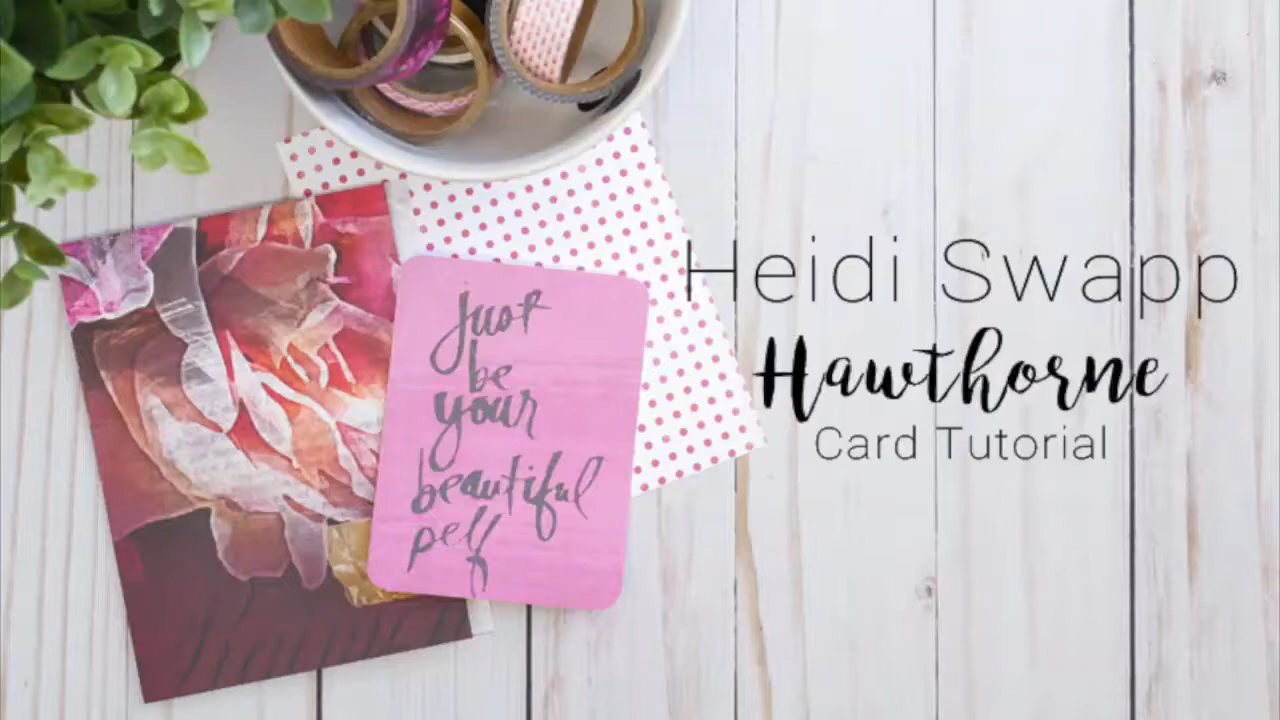 just
be
your
beautiful
self
Heidi Swapp
Hawthorne
Card Tutorial